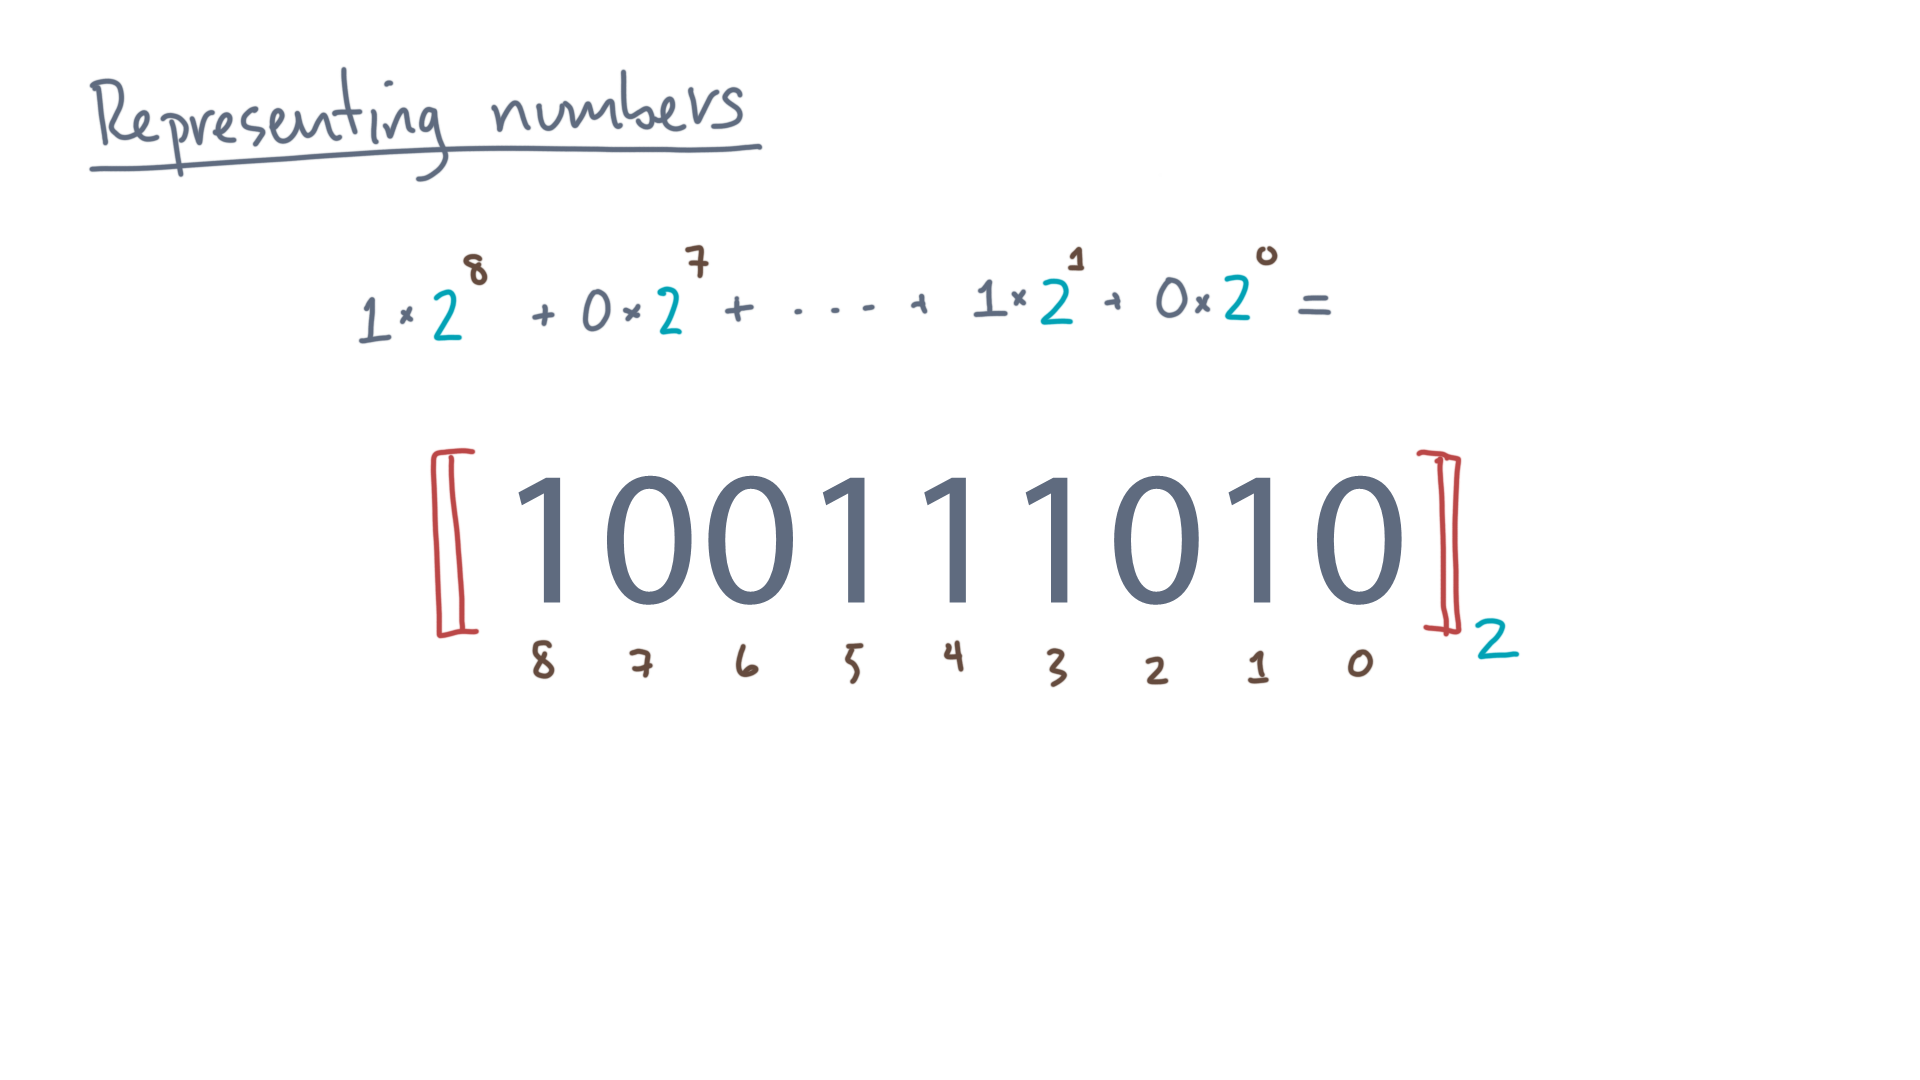 Representing numbers
1 × 2^8 + 0 × 2^7 + . . . . + 1 × 2^1 + 0 × 2^0 =
⟦ 100111010 ⟧_2
8 7 6 5 4 3 2 1 0